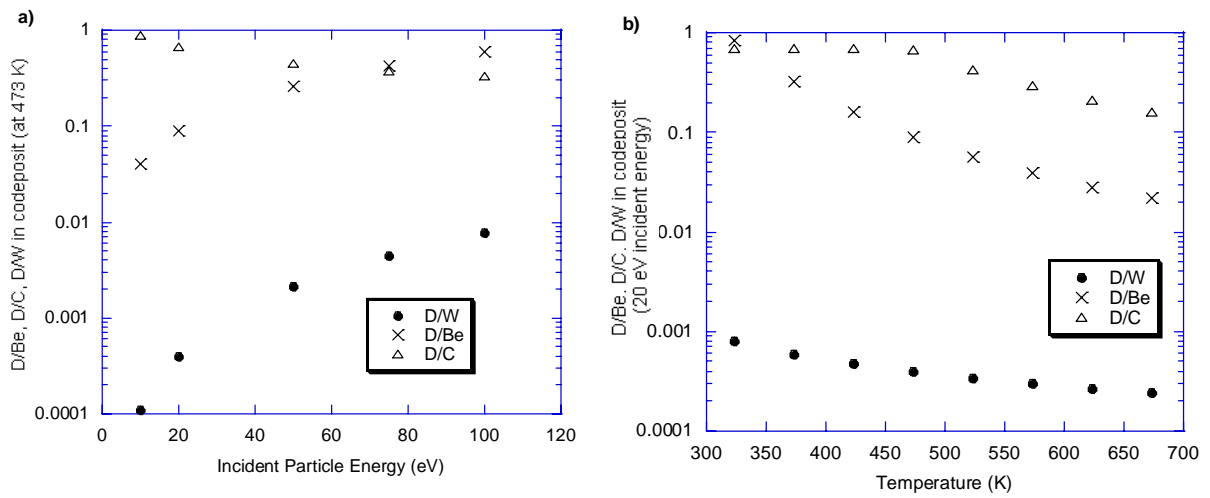 a)
D/Be, D/C, D/W in codeposit (at 473 K)
1
0.1
0.01
0.001
0.0001
0 20 40 60 80 100 120
Incident Particle Energy (eV)
D/W
D/Be
D/C
b)
D/Be. D/C. D/W in codeposit
(20 eV incident energy)
1
0.1
0.01
0.001
0.0001
300 350 400 450 500 550 600 650 700
Temperature (K)
D/W
D/Be
D/C